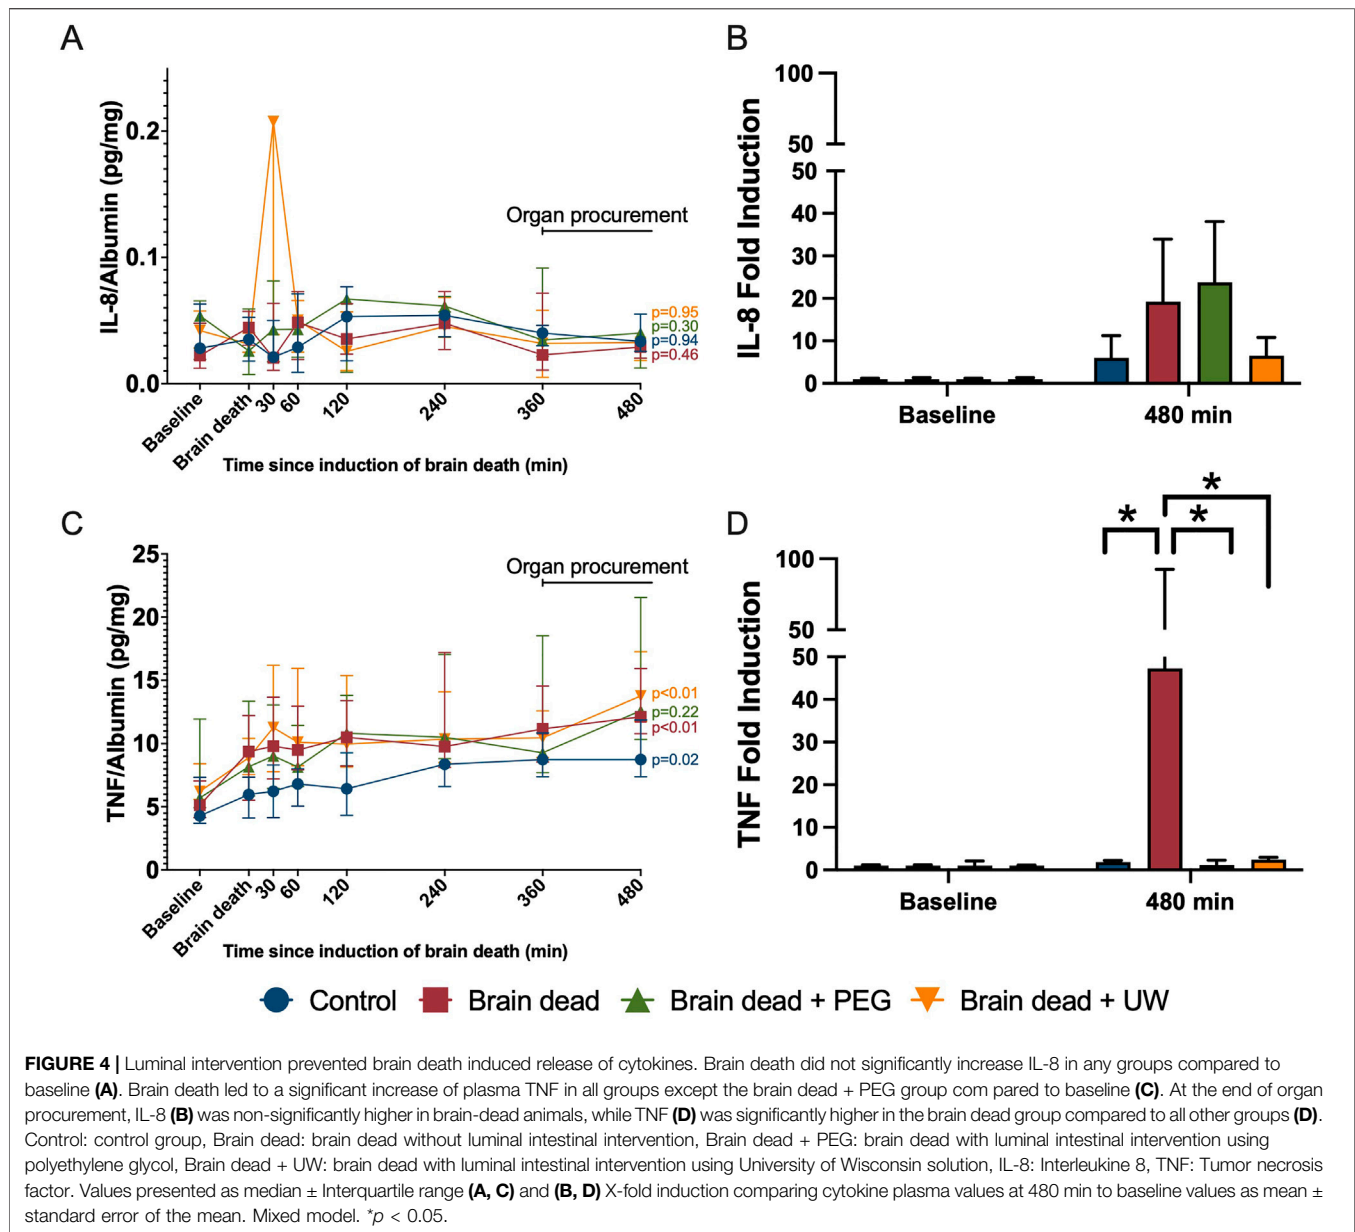 A
IL-8/Albumin (pg/mg)
0.2
0.1
0.0
Organ procurement
p=0.95
p=0.30
p=0.94
p=0.46
Baseline
Brain death
30
60
120
240
360
480
Time since induction of brain death (min)
B
IL-8 Fold Induction
100
50
50
40
30
20
10
0
Baseline
480 min
C
TNF/Albumin (pg/mg)
25
20
15
10
5
0
Organ procurement
p<0.01
p=0.22
p<0.01
p=0.02
Baseline
Brain death
30
60
120
240
360
480
Time since induction of brain death (min)
D
TNF Fold Induction
100
50
50
40
30
20
10
0
*
*
*
Baseline
480 min
Control Brain dead Brain dead + PEG Brain dead + UW
FIGURE 4 | Luminal intervention prevented brain death induced release of cytokines. Brain death did not significantly increase IL-8 in any groups compared to
baseline (A). Brain death led to a significant increase of plasma TNF in all groups except the brain dead + PEG group com pared to baseline (C). At the end of organ
procurement, IL-8 (B) was non-significantly higher in brain-dead animals, while TNF (D) was significantly higher in the brain dead group compared to all other groups (D).
Control: control group, Brain dead: brain dead without luminal intestinal intervention, Brain dead + PEG: brain dead with luminal intestinal intervention using
polyethylene glycol, Brain dead + UW: brain dead with luminal intestinal intervention using University of Wisconsin solution, IL-8: Interleukine 8, TNF: Tumor necrosis
factor. Values presented as median ± Interquartile range (A, C) and (B, D) X-fold induction comparing cytokine plasma values at 480 min to baseline values as mean ±
standard error of the mean. Mixed model. *p < 0.05.